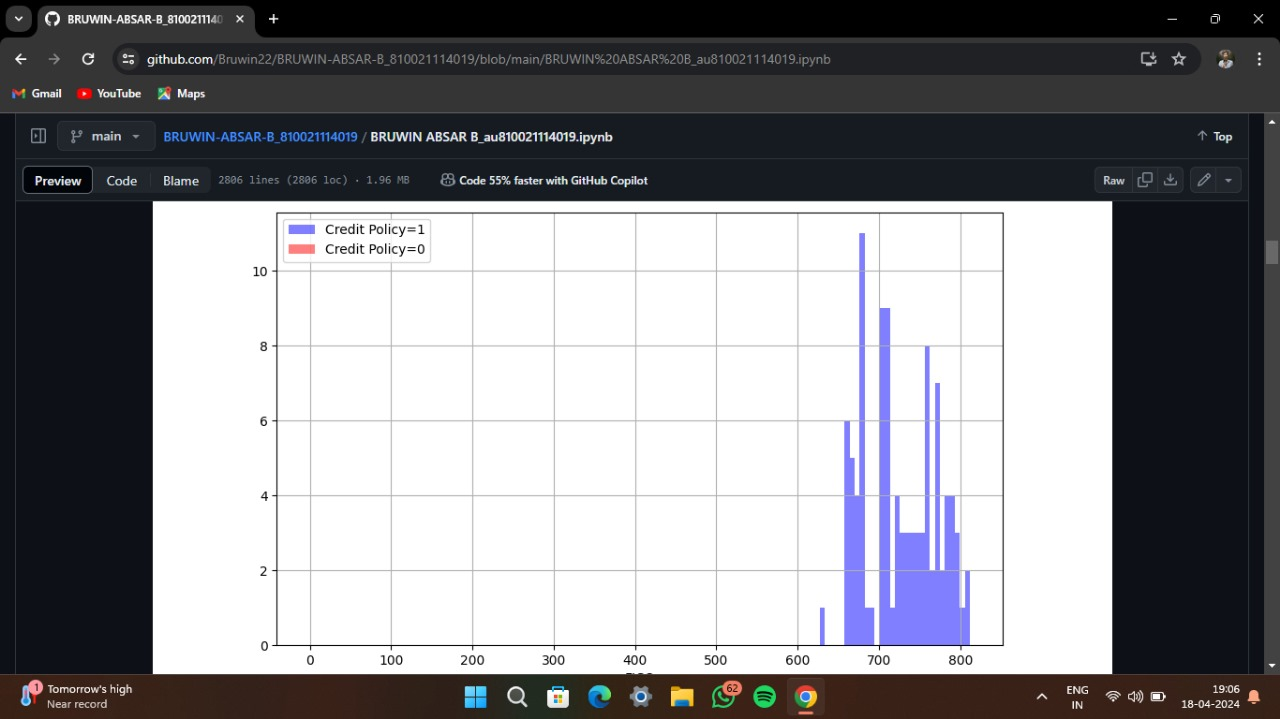 BRUWIN-ABSAR-B_8100211140
github.com/Bruwin22/BRUWIN-ABSAR-B_810021114019/blob/main/BRUWIN%20ABSAR%20B_au810021114019.ipynb
Gmail YouTube Maps
main BRUWIN-ABSAR-B_810021114019 / BRUWIN ABSAR B_au810021114019.ipynb Top
Preview Code Blame 2806 lines (2806 loc) · 1.96 MB Code 55% faster with GitHub Copilot Raw
Credit Policy=1
Credit Policy=0
10
8
6
4
2
0
0 100 200 300 400 500 600 700 800
1 Tomorrow's high
Near record
62
ENG
IN
19:06
18-04-2024